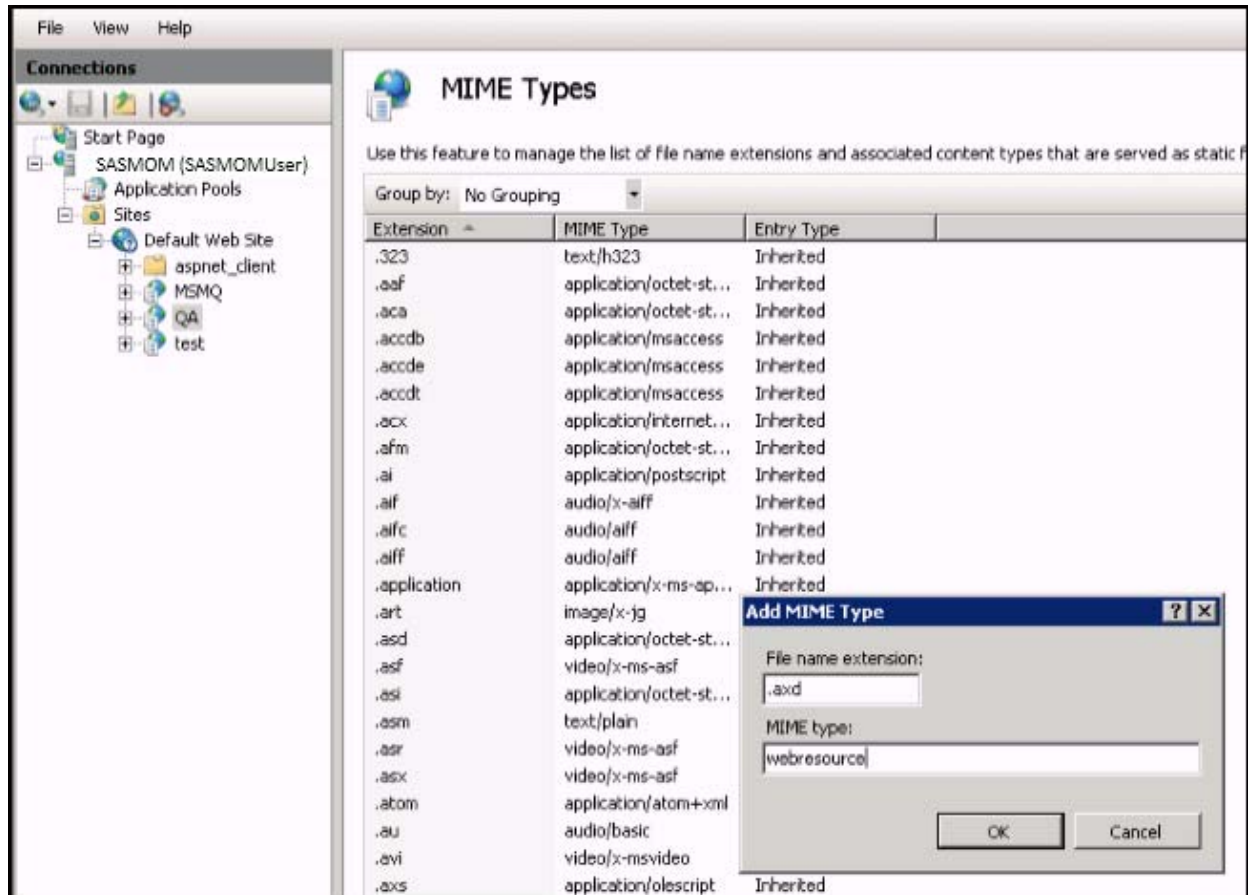 File View Help
Connections
Start Page
SASMOM (SASMOMUser)
Application Pools
Sites
Default Web Site
aspnet_client
MSMQ
QA
test
MIME Types
Use this feature to manage the list of file name extensions and associated content types that are served as static f
Group by: No Grouping
Extension MIME Type Entry Type
.323 text/h323 Inherited
.aaf application/octet-st... Inherited
.aca application/octet-st... Inherited
.accdb application/msaccess Inherited
.accde application/msaccess Inherited
.accdt application/msaccess Inherited
.acx application/internet... Inherited
.afm application/octet-st... Inherited
.ai application/postscript Inherited
.aif audio/x-aiff Inherited
.aifc audio/aiff Inherited
.aiff audio/aiff Inherited
.application application/x-ms-ap... Inherited
.art image/x-jg
.asd application/octet-st...
.asf video/x-ms-asf
.asi application/octet-st...
.asm text/plain
.asr video/x-ms-asf
.asx video/x-ms-asf
.atom application/atom+xml
.au audio/basic
.avi video/x-msvideo
.axs application/olescript Inherited
Add MIME Type
File name extension:
.axd
MIME type:
webresource
OK Cancel